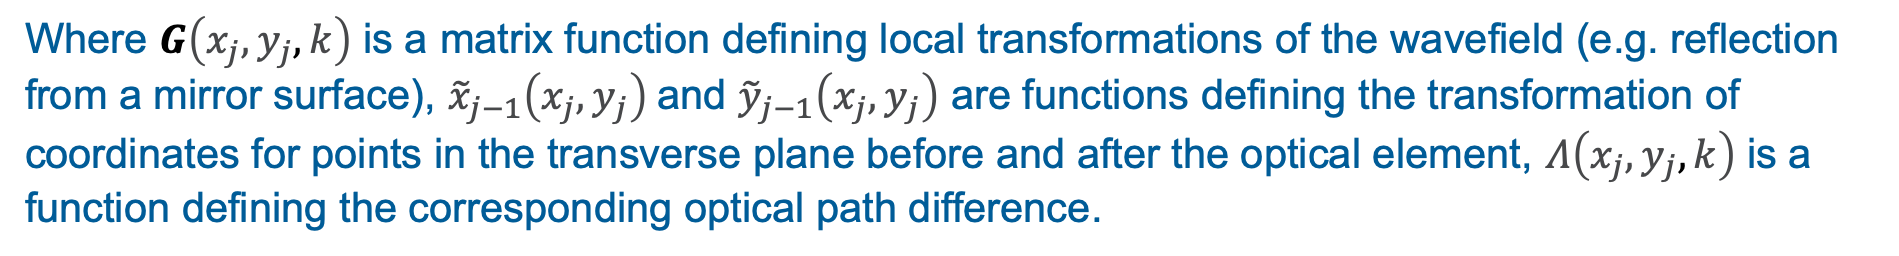 Where 𝑮(𝑥ⱼ, 𝑦ⱼ, 𝑘) is a matrix function defining local transformations of the wavefield (e.g. reflection
from a mirror surface), 𝑥̃ⱼ₋₁(𝑥ⱼ, 𝑦ⱼ) and 𝑦̃ⱼ₋₁(𝑥ⱼ, 𝑦ⱼ) are functions defining the transformation of
coordinates for points in the transverse plane before and after the optical element, 𝛬(𝑥ⱼ, 𝑦ⱼ, 𝑘) is a
function defining the corresponding optical path difference.